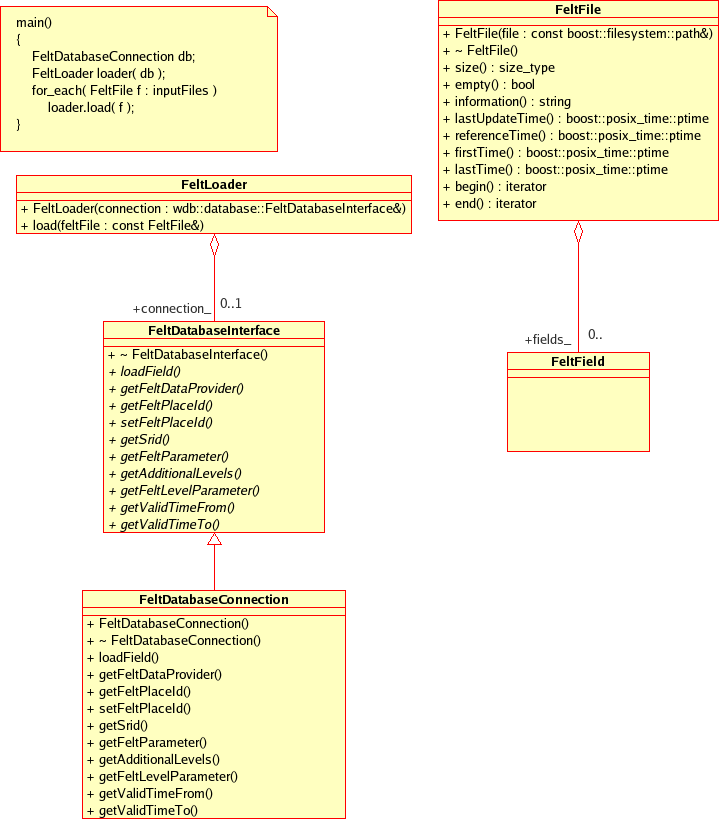 main()
{
FeltDatabaseConnection db;
FeltLoader loader( db );
for_each( FeltFile f : inputFiles )
loader.load( f );
}
FeltFile
+ FeltFile(file : const boost::filesystem::path&)
+ ~ FeltFile()
+ size() : size_type
+ empty() : bool
+ information() : string
+ lastUpdateTime() : boost::posix_time::ptime
+ referenceTime() : boost::posix_time::ptime
+ firstTime() : boost::posix_time::ptime
+ lastTime() : boost::posix_time::ptime
+ begin() : iterator
+ end() : iterator
FeltLoader
+ FeltLoader(connection : wdb::database::FeltDatabaseInterface&)
+ load(feltFile : const FeltFile&)
+connection_ 0..1
+fields_ 0..
FeltDatabaseInterface
+ ~ FeltDatabaseInterface()
+ loadField()
+ getFeltDataProvider()
+ getFeltPlaceId()
+ setFeltPlaceId()
+ getSrid()
+ getFeltParameter()
+ getAdditionalLevels()
+ getFeltLevelParameter()
+ getValidTimeFrom()
+ getValidTimeTo()
FeltField
FeltDatabaseConnection
+ FeltDatabaseConnection()
+ ~ FeltDatabaseConnection()
+ loadField()
+ getFeltDataProvider()
+ getFeltPlaceId()
+ setFeltPlaceId()
+ getSrid()
+ getFeltParameter()
+ getAdditionalLevels()
+ getFeltLevelParameter()
+ getValidTimeFrom()
+ getValidTimeTo()